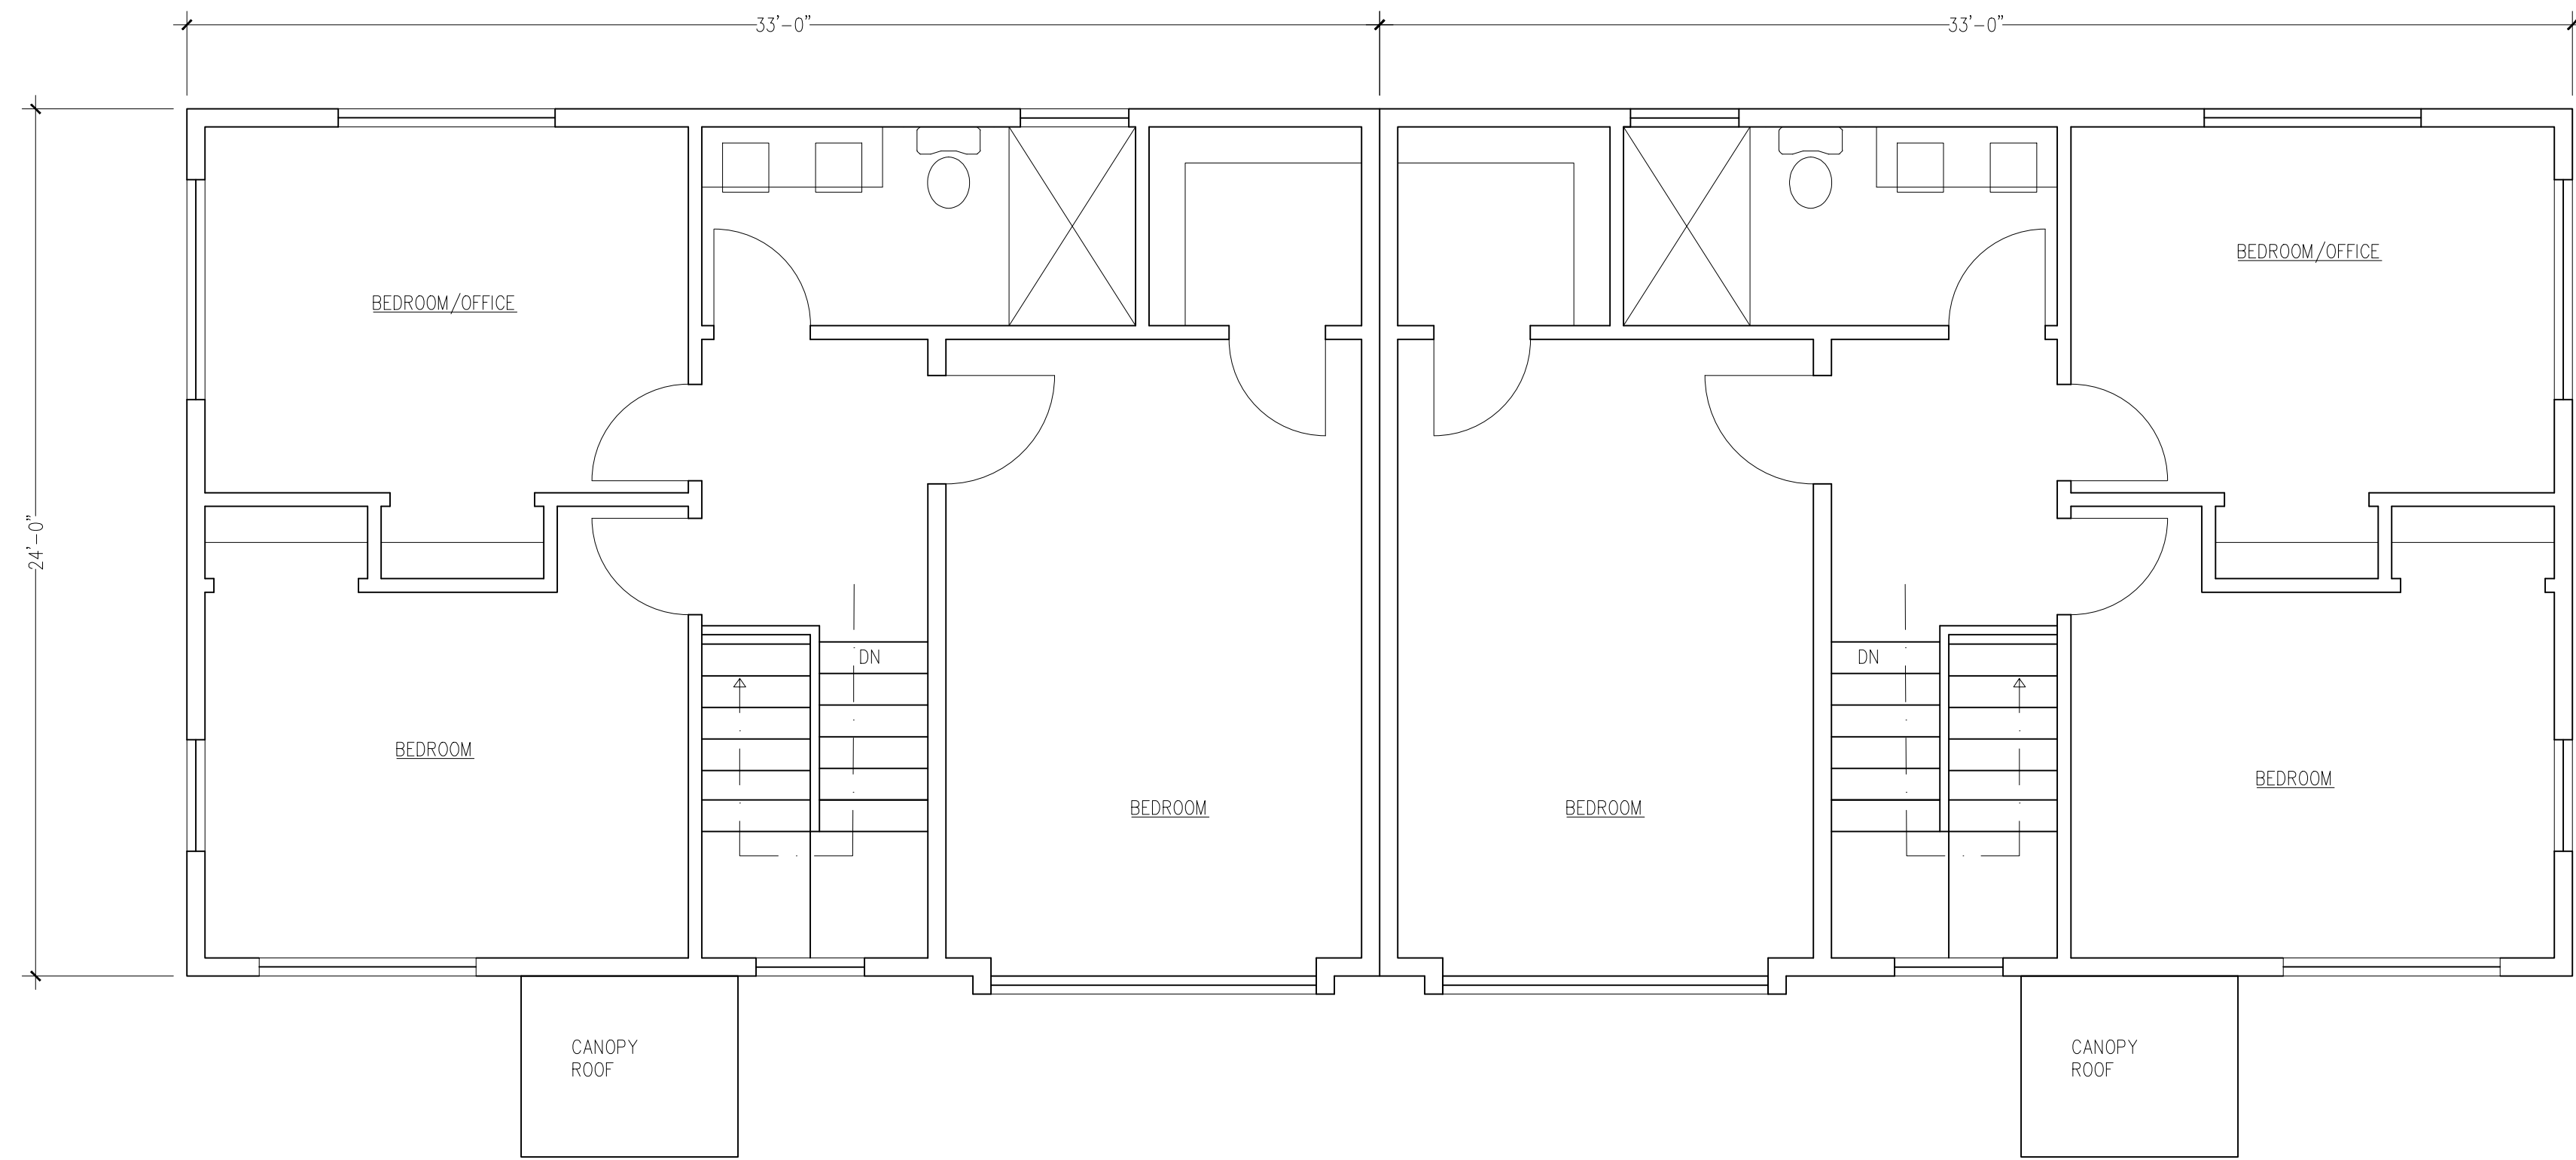 33'-0"
33'-0"
BEDROOM/OFFICE
BEDROOM/OFFICE
24'-0"
DN
DN
BEDROOM
BEDROOM
BEDROOM
BEDROOM
CANOPY
ROOF
CANOPY
ROOF